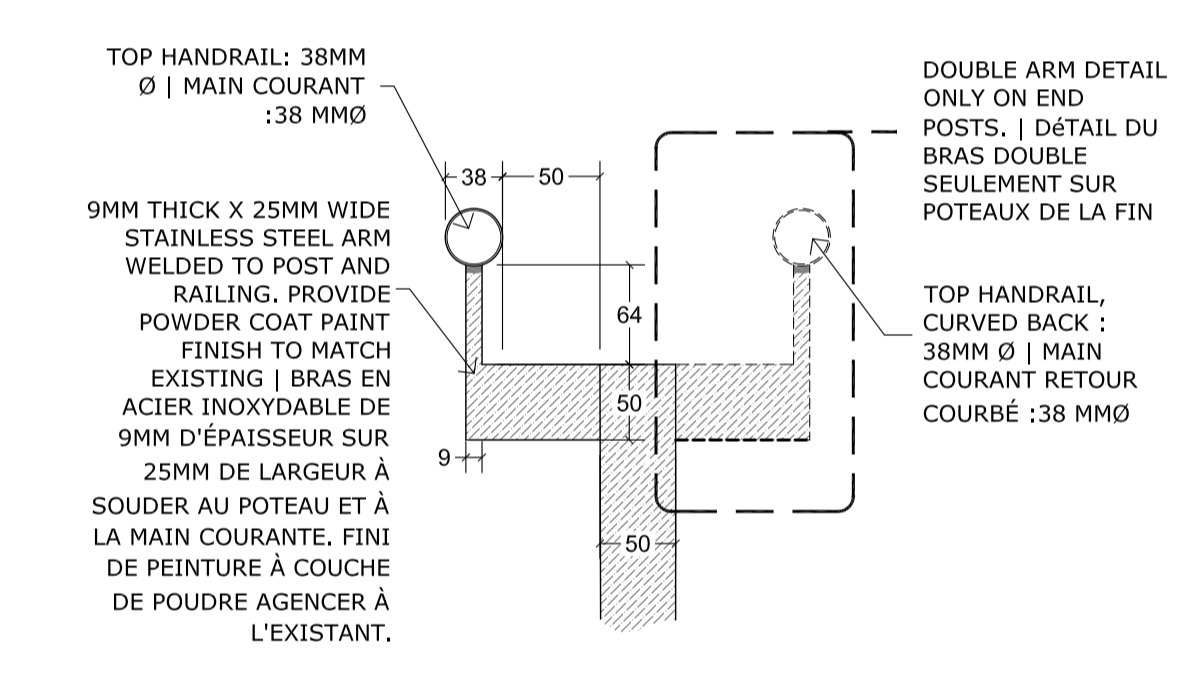 TOP HANDRAIL: 38MM
Ø | MAIN COURANT
:38 MMØ
9MM THICK X 25MM WIDE
STAINLESS STEEL ARM
WELDED TO POST AND
RAILING. PROVIDE
POWDER COAT PAINT
FINISH TO MATCH
EXISTING | BRAS EN
ACIER INOXYDABLE DE
9MM D'ÉPAISSEUR SUR
25MM DE LARGEUR À
SOUDER AU POTEAU ET À
LA MAIN COURANTE. FINI
DE PEINTURE À COUCHE
DE POUDRE AGENCER À
L'EXISTANT.
38
50
64
50
9
50
DOUBLE ARM DETAIL
ONLY ON END
POSTS. | DéTAIL DU
BRAS DOUBLE
SEULEMENT SUR
POTEAUX DE LA FIN
TOP HANDRAIL,
CURVED BACK :
38MM Ø | MAIN
COURANT RETOUR
COURBÉ :38 MMØ